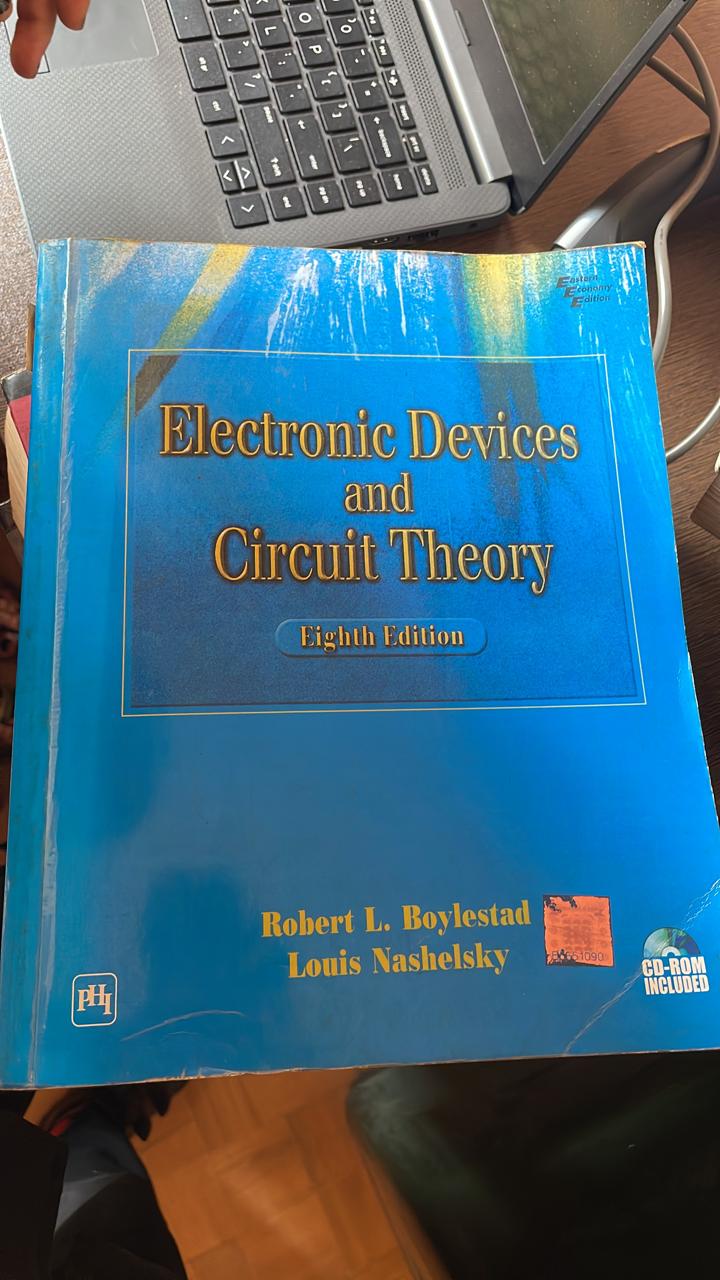 Eastern
Economy
Edition
Electronic Devices
and
Circuit Theory
Eighth Edition
Robert L. Boylestad
Louis Nashelsky
PHI
CD-ROM
INCLUDED